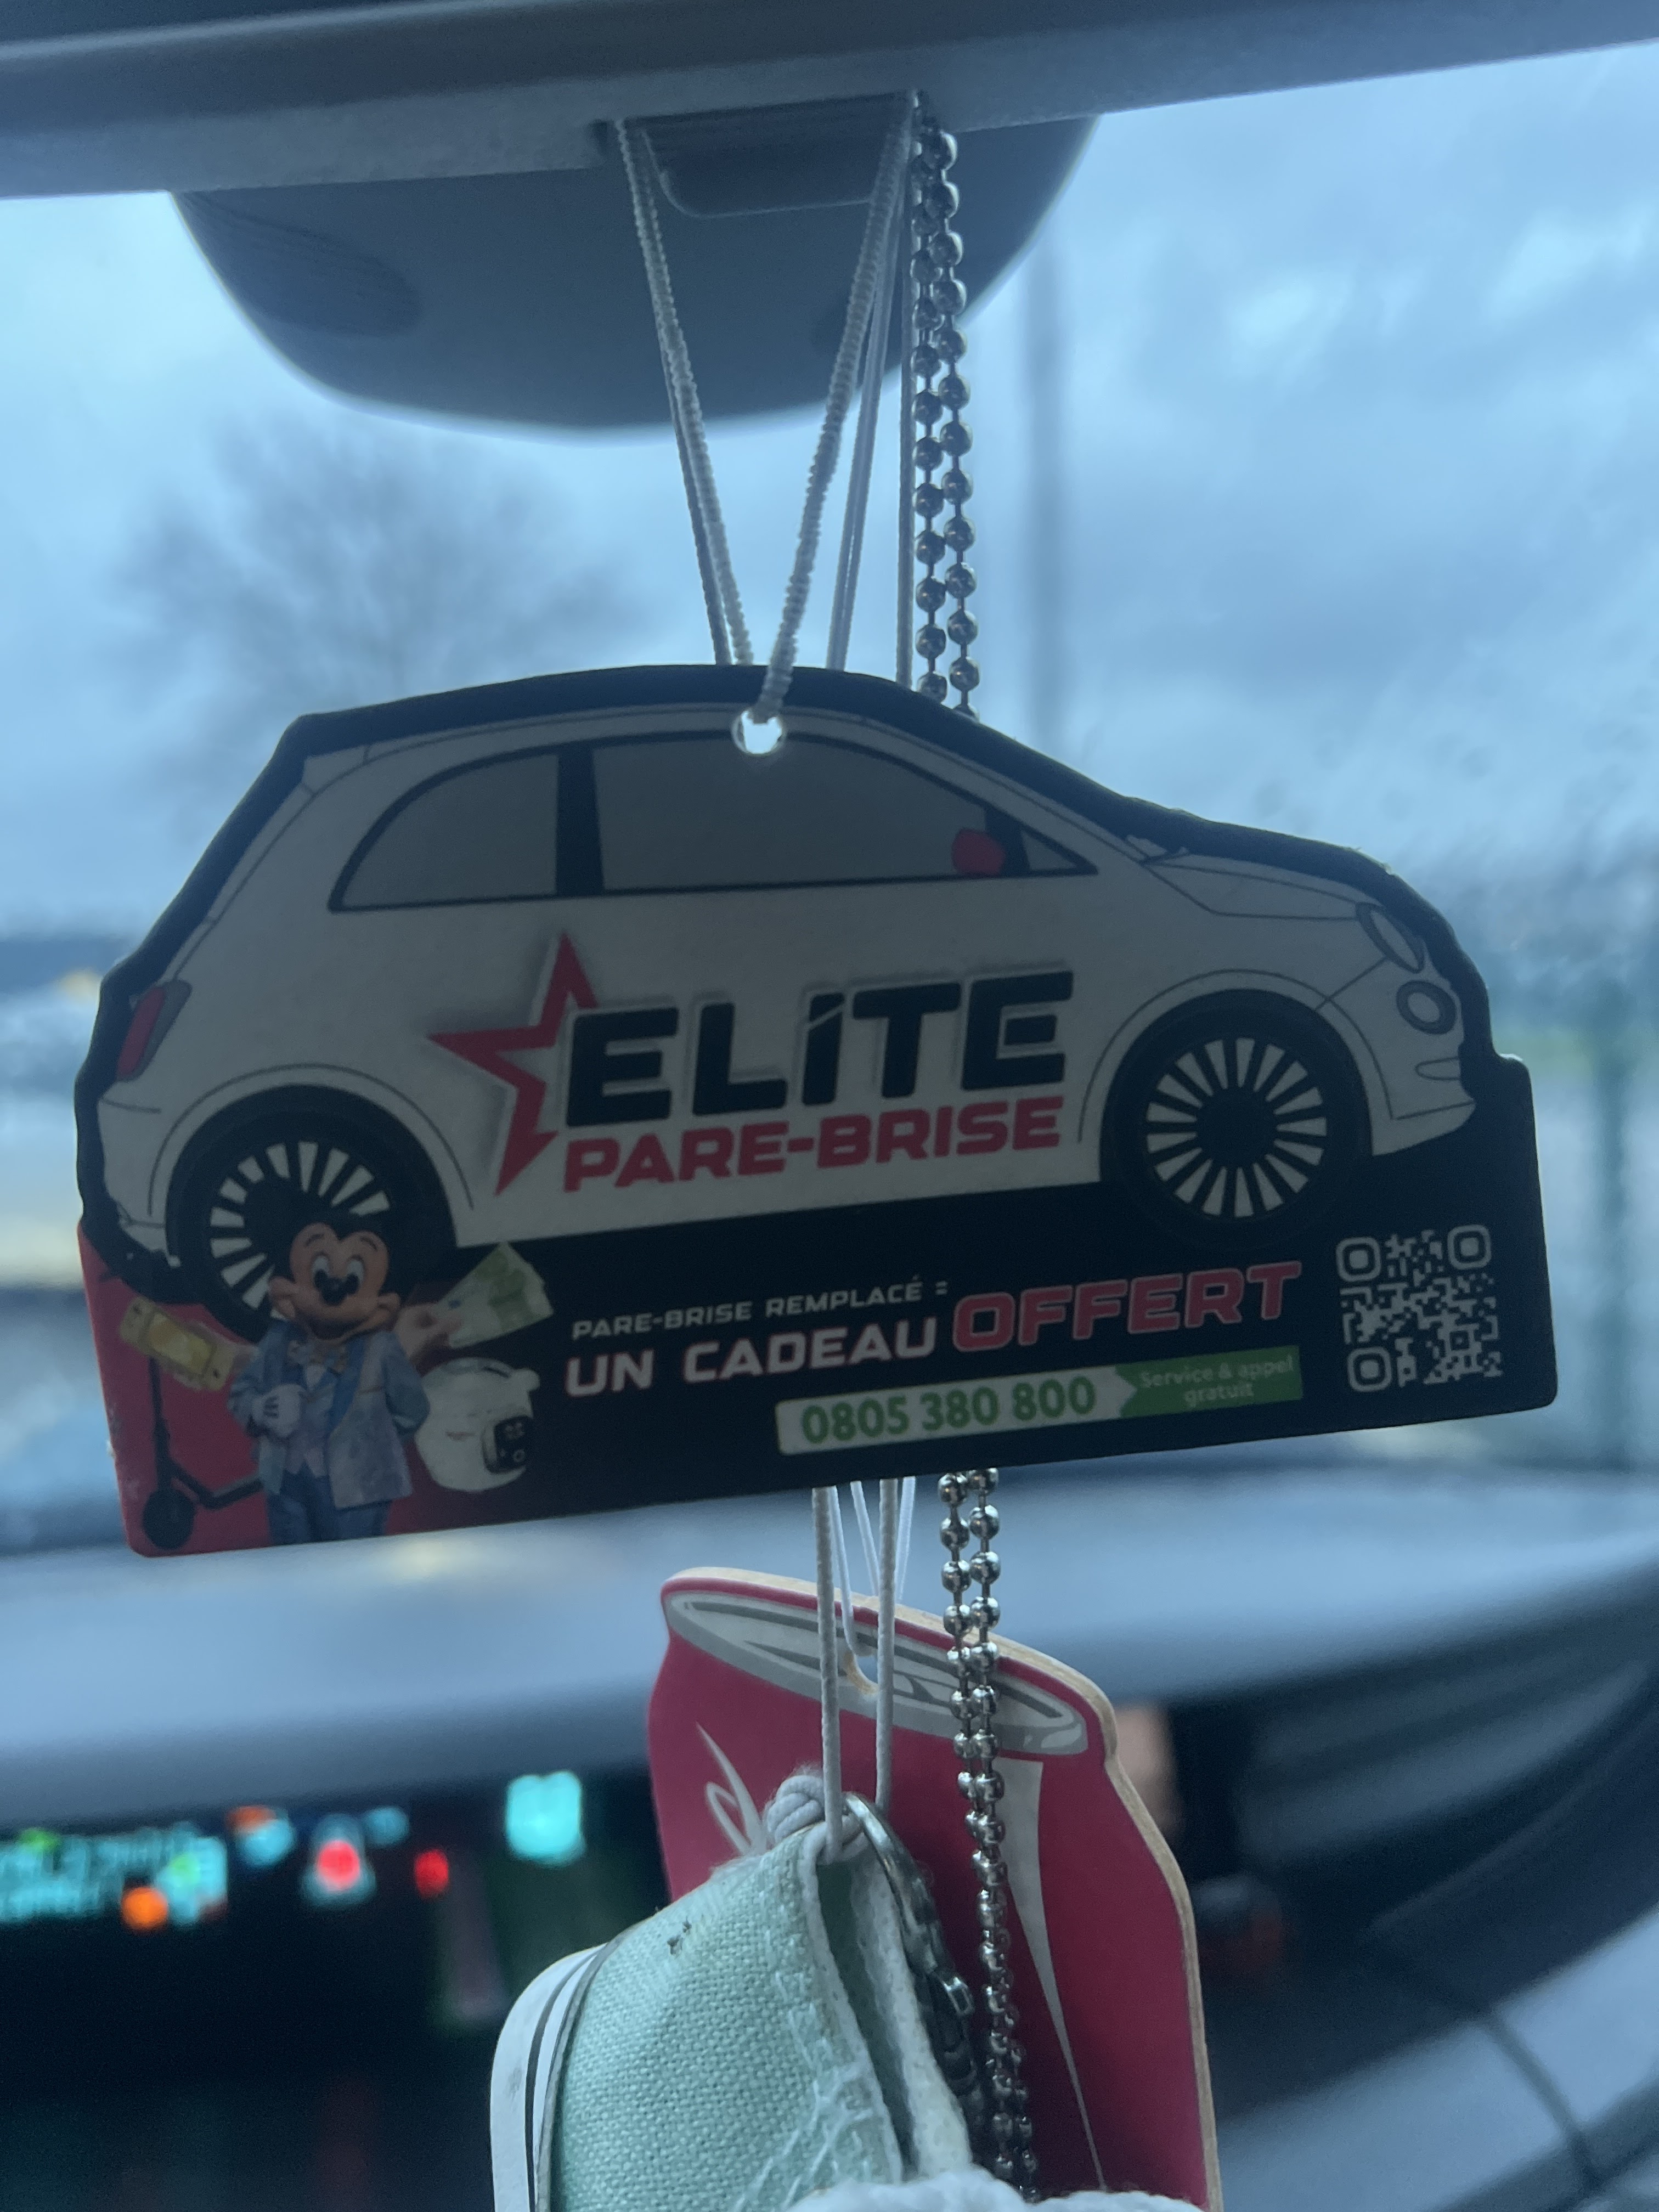 ELITE
PARE-BRISE
PARE-BRISE REMPLACÉ =
UN CADEAU OFFERT
0805 380 800
Service & appel
gratuit